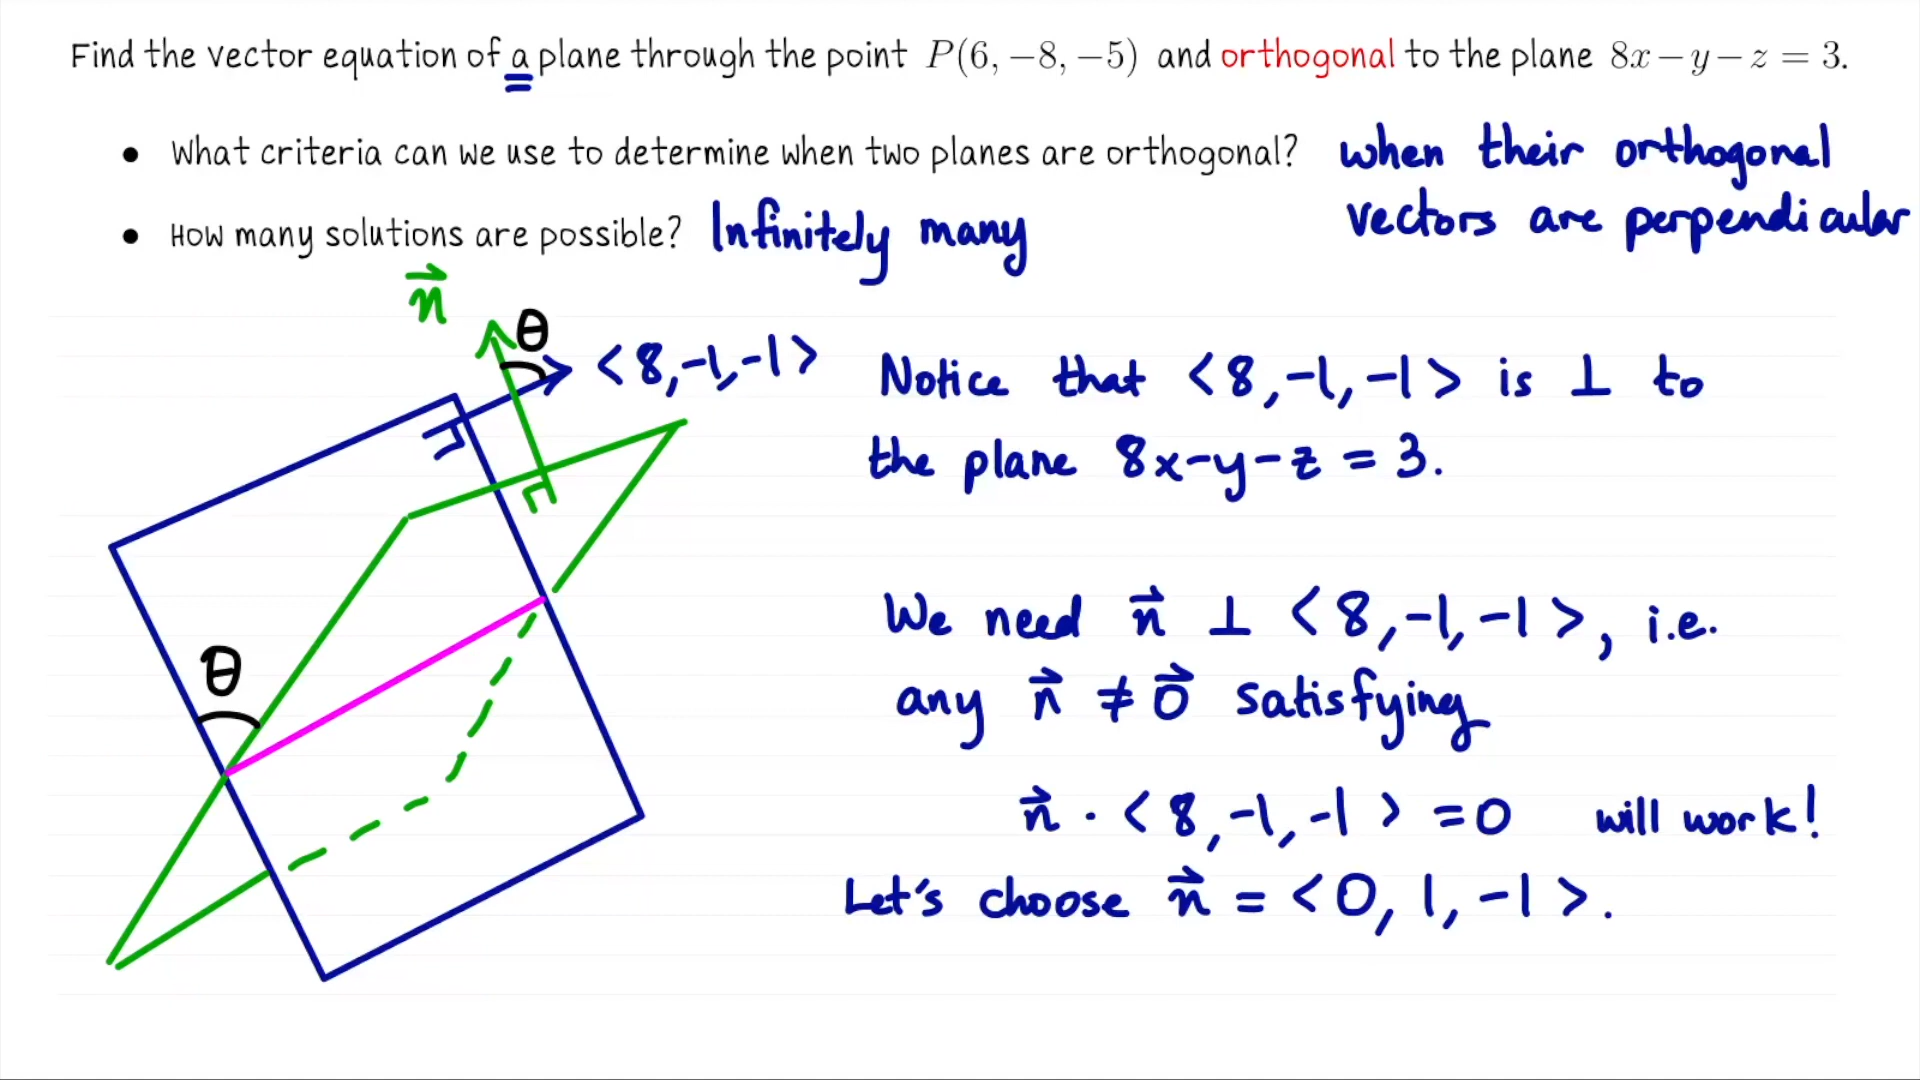 Find the vector equation of a plane through the point P(6, −8, −5) and orthogonal to the plane 8x − y − z = 3.
• What criteria can we use to determine when two planes are orthogonal? when their orthogonal
vectors are perpendicular
• How many solutions are possible? Infinitely many
n⃗
θ
<8,-1,-1>
Notice that <8,-1,-1> is ⊥ to
the plane 8x-y-z = 3.
We need n⃗ ⊥ <8,-1,-1>, i.e.
any n⃗ ≠ 0⃗ satisfying
θ
n⃗ · <8,-1,-1> = 0 will work!
Let's choose n⃗ = <0, 1, -1>.